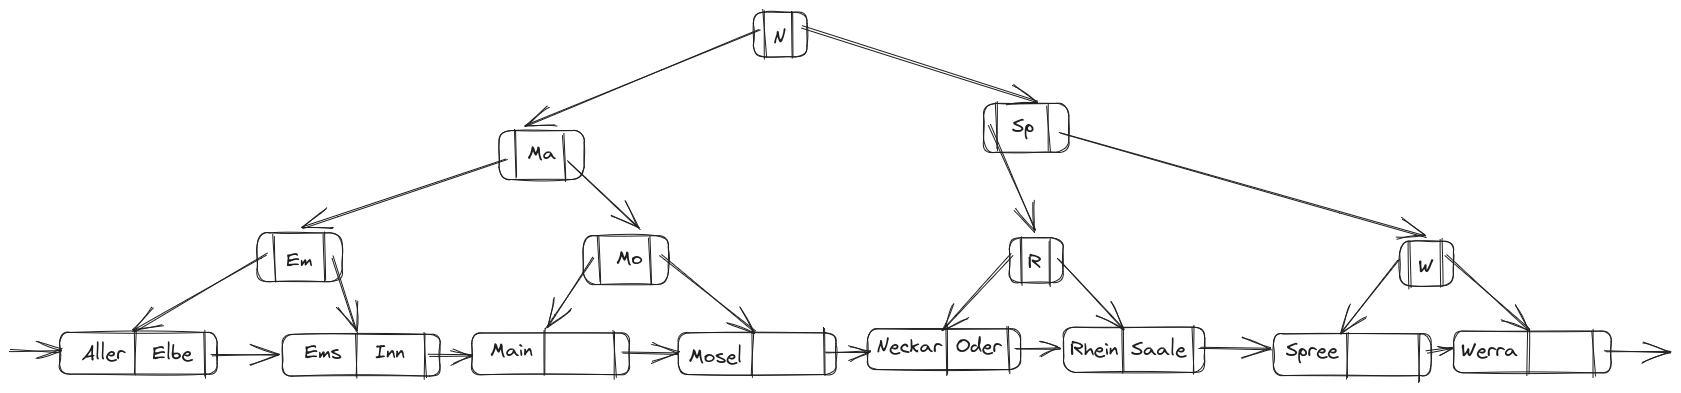 N
Ma
Sp
Em
Mo
R
W
Aller Elbe
Ems Inn
Main
Mosel
Neckar Oder
Rhein Saale
Spree
Werra